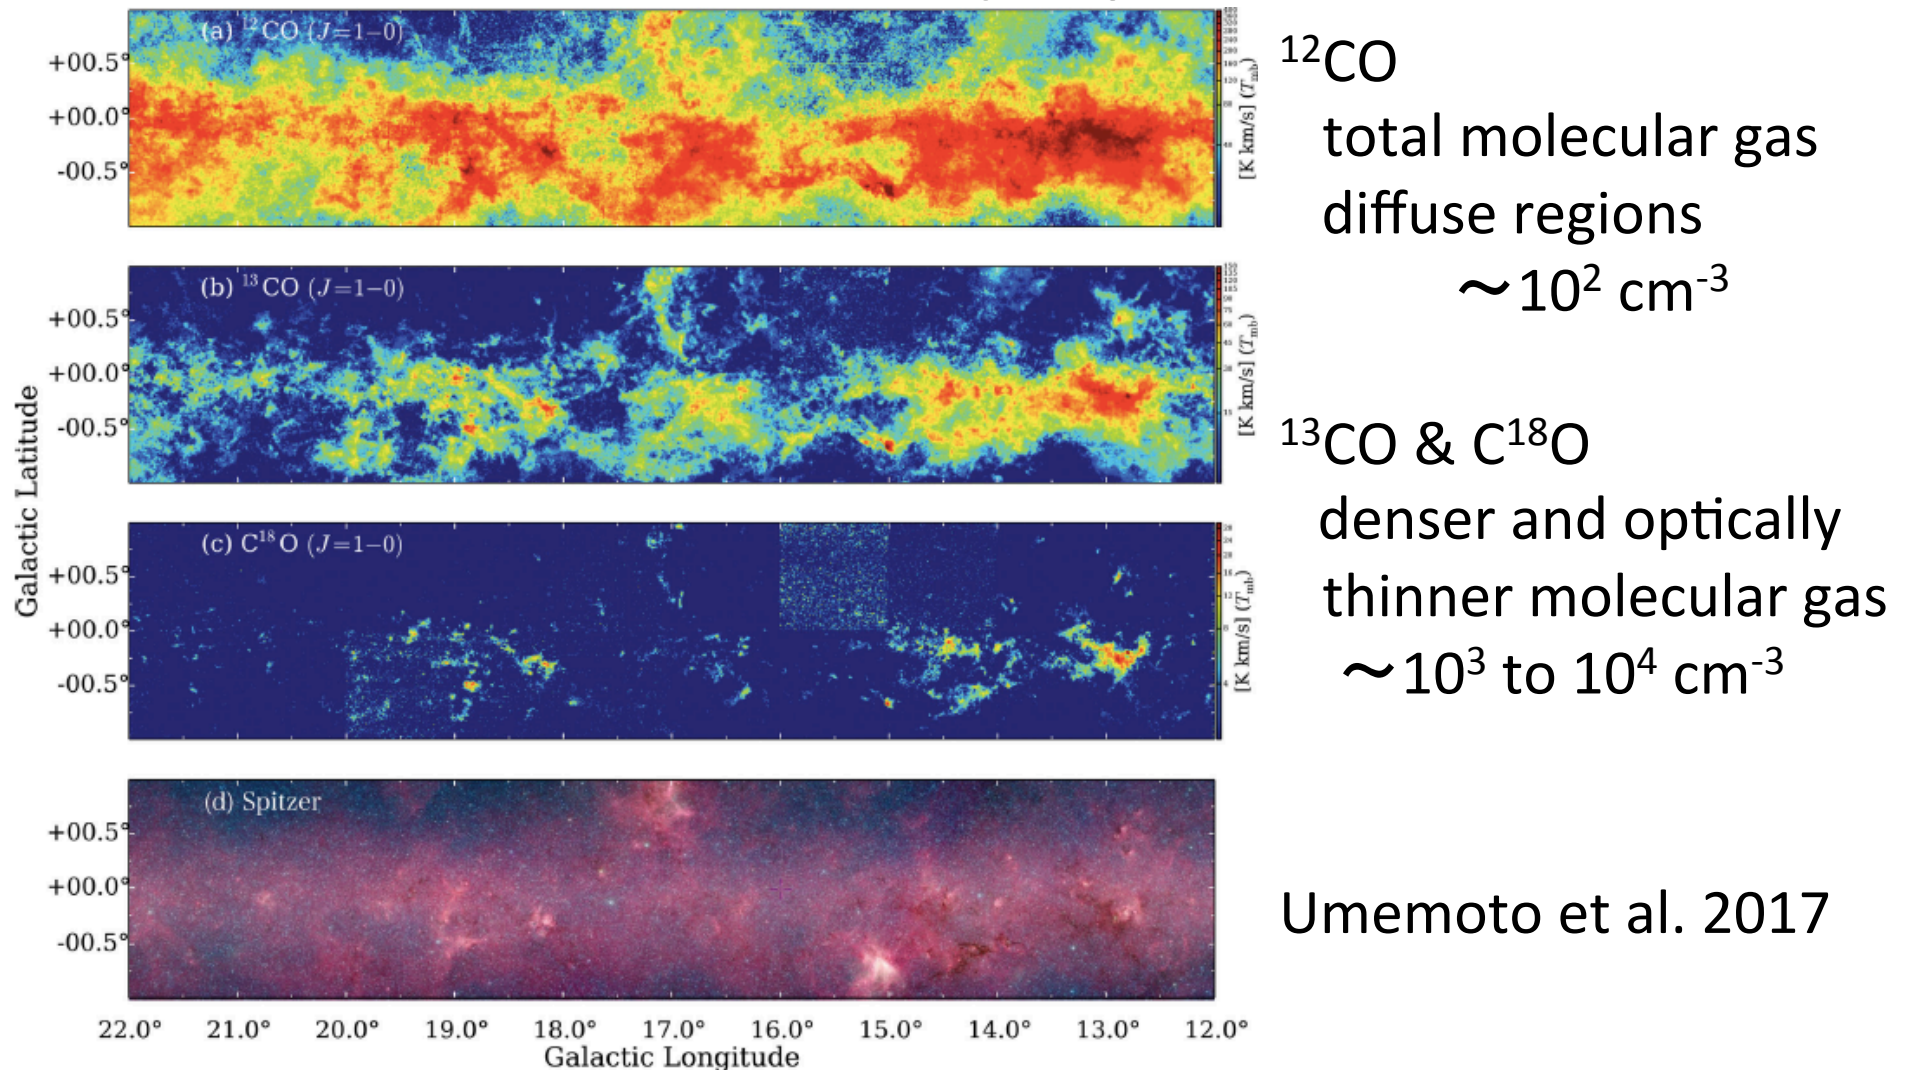 (a) ¹²CO (J=1−0)
+00.5°
+00.0°
-00.5°
[K km/s] (T_mb)
(b) ¹³CO (J=1−0)
+00.5°
+00.0°
-00.5°
[K km/s] (T_mb)
(c) C¹⁸O (J=1−0)
+00.5°
+00.0°
-00.5°
[K km/s] (T_mb)
(d) Spitzer
+00.5°
+00.0°
-00.5°
Galactic Latitude
22.0° 21.0° 20.0° 19.0° 18.0° 17.0° 16.0° 15.0° 14.0° 13.0° 12.0°
Galactic Longitude
¹²CO
total molecular gas
diffuse regions
～10² cm⁻³
¹³CO & C¹⁸O
denser and optically
thinner molecular gas
～10³ to 10⁴ cm⁻³
Umemoto et al. 2017